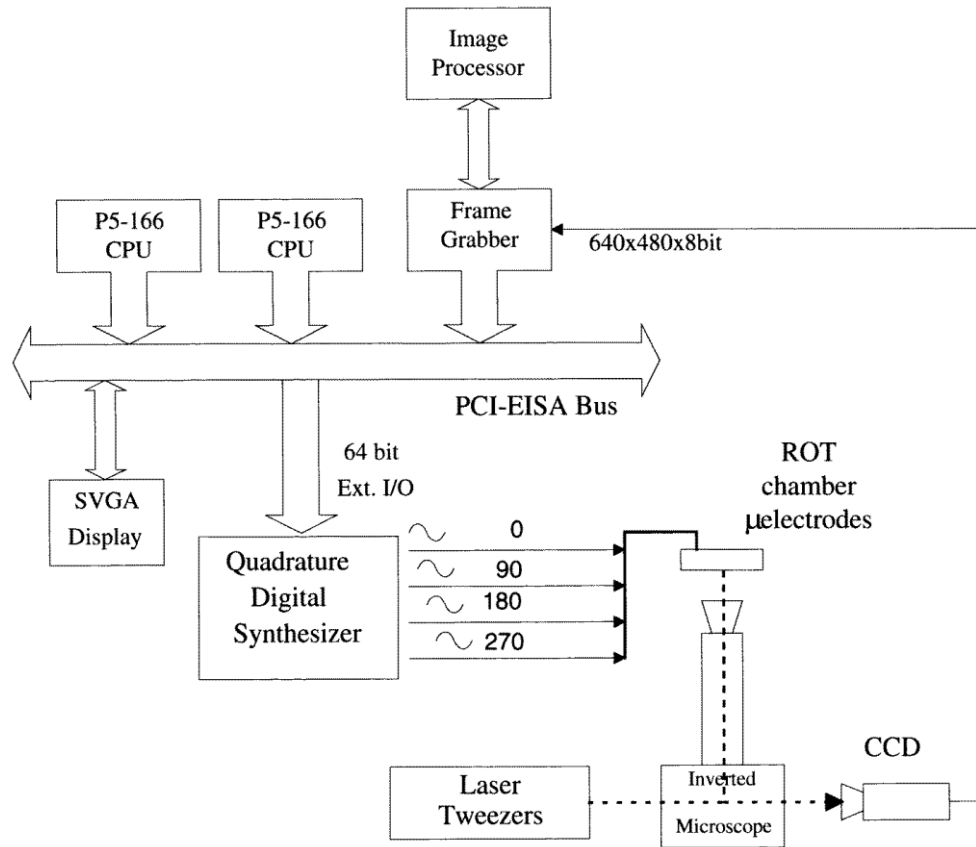 Image
Processor
P5-166
CPU
P5-166
CPU
Frame
Grabber
640x480x8bit
PCI-EISA Bus
64 bit
Ext. I/O
SVGA
Display
Quadrature
Digital
Synthesizer
0
90
180
270
ROT
chamber
μelectrodes
CCD
Laser
Tweezers
Inverted
Microscope